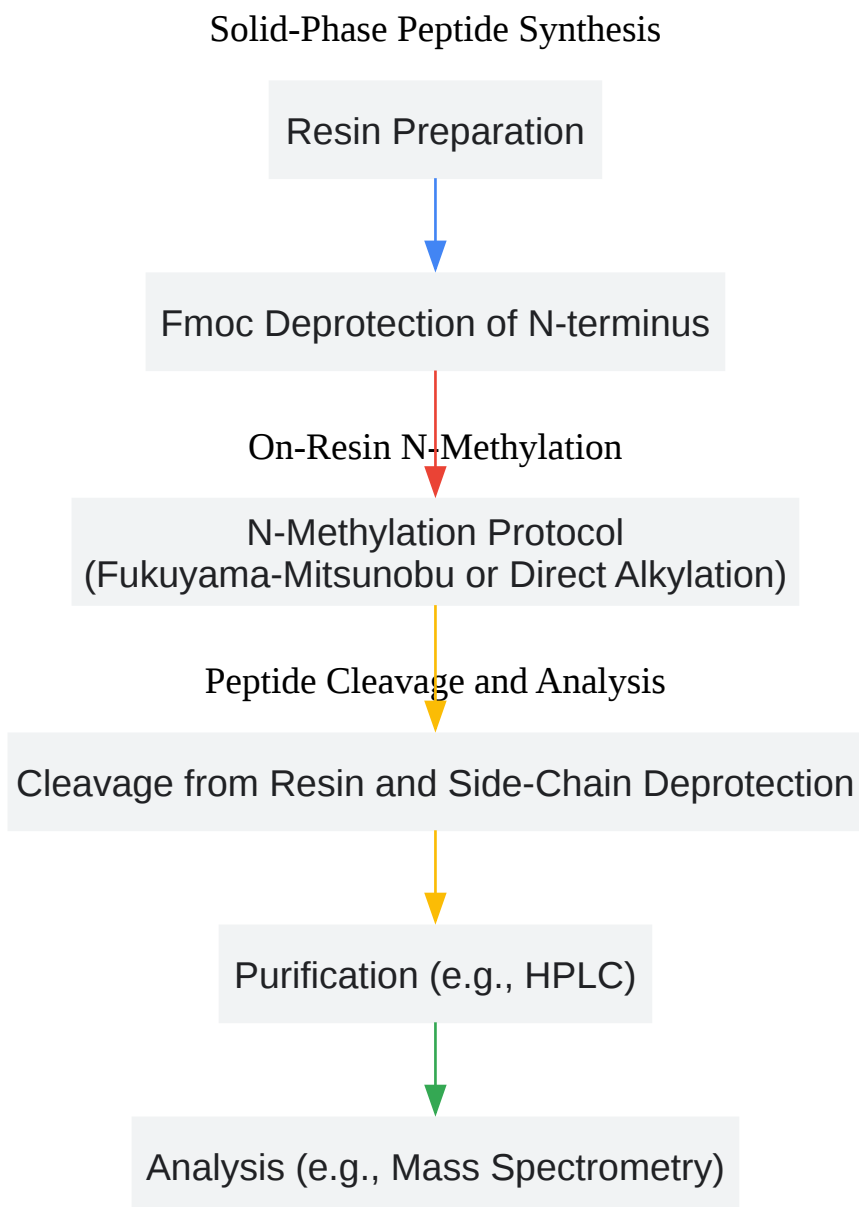 Solid-Phase Peptide Synthesis
Resin Preparation
Fmoc Deprotection of N-terminus
On-Resin N-Methylation
N-Methylation Protocol
(Fukuyama-Mitsunobu or Direct Alkylation)
Peptide Cleavage and Analysis
Cleavage from Resin and Side-Chain Deprotection
Purification (e.g., HPLC)
Analysis (e.g., Mass Spectrometry)